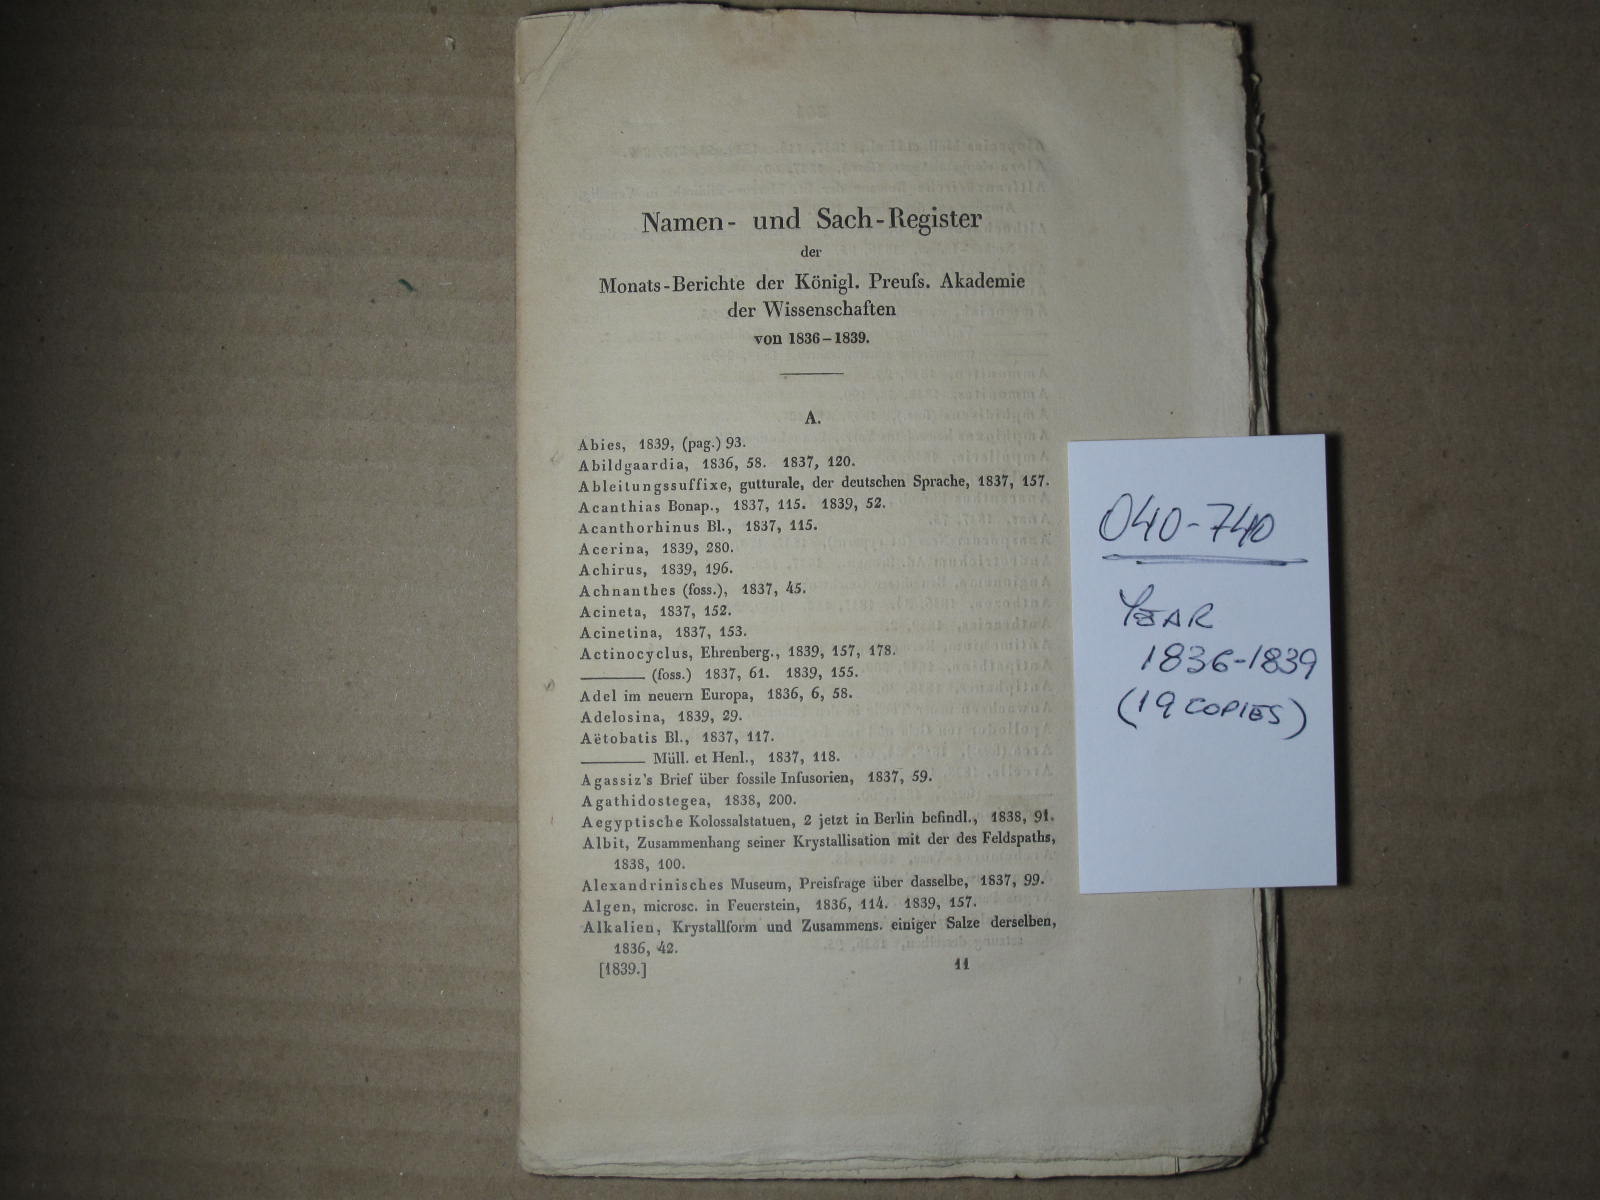 Namen- und Sach-Register
der
Monats-Berichte der Königl. Preuſs. Akademie
der Wissenschaften
von 1836–1839.
A.
Abies, 1839, (pag.) 93.
Abildgaardia, 1836, 58. 1837, 120.
Ableitungssuffixe, gutturale, der deutschen Sprache, 1837, 157.
Acanthias Bonap., 1837, 115. 1839, 52.
Acanthorhinus Bl., 1837, 115.
Acerina, 1839, 280.
Achirus, 1839, 196.
Achnanthes (foss.), 1837, 45.
Acineta, 1837, 152.
Acinetina, 1837, 153.
Actinocyclus, Ehrenberg., 1839, 157, 178.
——— (foss.) 1837, 61. 1839, 155.
Adel im neuern Europa, 1836, 6, 58.
Adelosina, 1839, 29.
Aëtobatis Bl., 1837, 117.
——— Müll. et Henl., 1837, 118.
Agassiz's Brief über fossile Infusorien, 1837, 59.
Agathidostegea, 1838, 200.
Aegyptische Kolossalstatuen, 2 jetzt in Berlin befindl., 1838, 91.
Albit, Zusammenhang seiner Krystallisation mit der des Feldspaths,
1838, 100.
Alexandrinisches Museum, Preisfrage über dasselbe, 1837, 99.
Algen, microsc. in Feuerstein, 1836, 114. 1839, 157.
Alkalien, Krystallform und Zusammens. einiger Salze derselben,
1836, 42.
[1839.] 11
040-740
YEAR
1836-1839
(19 COPIES)